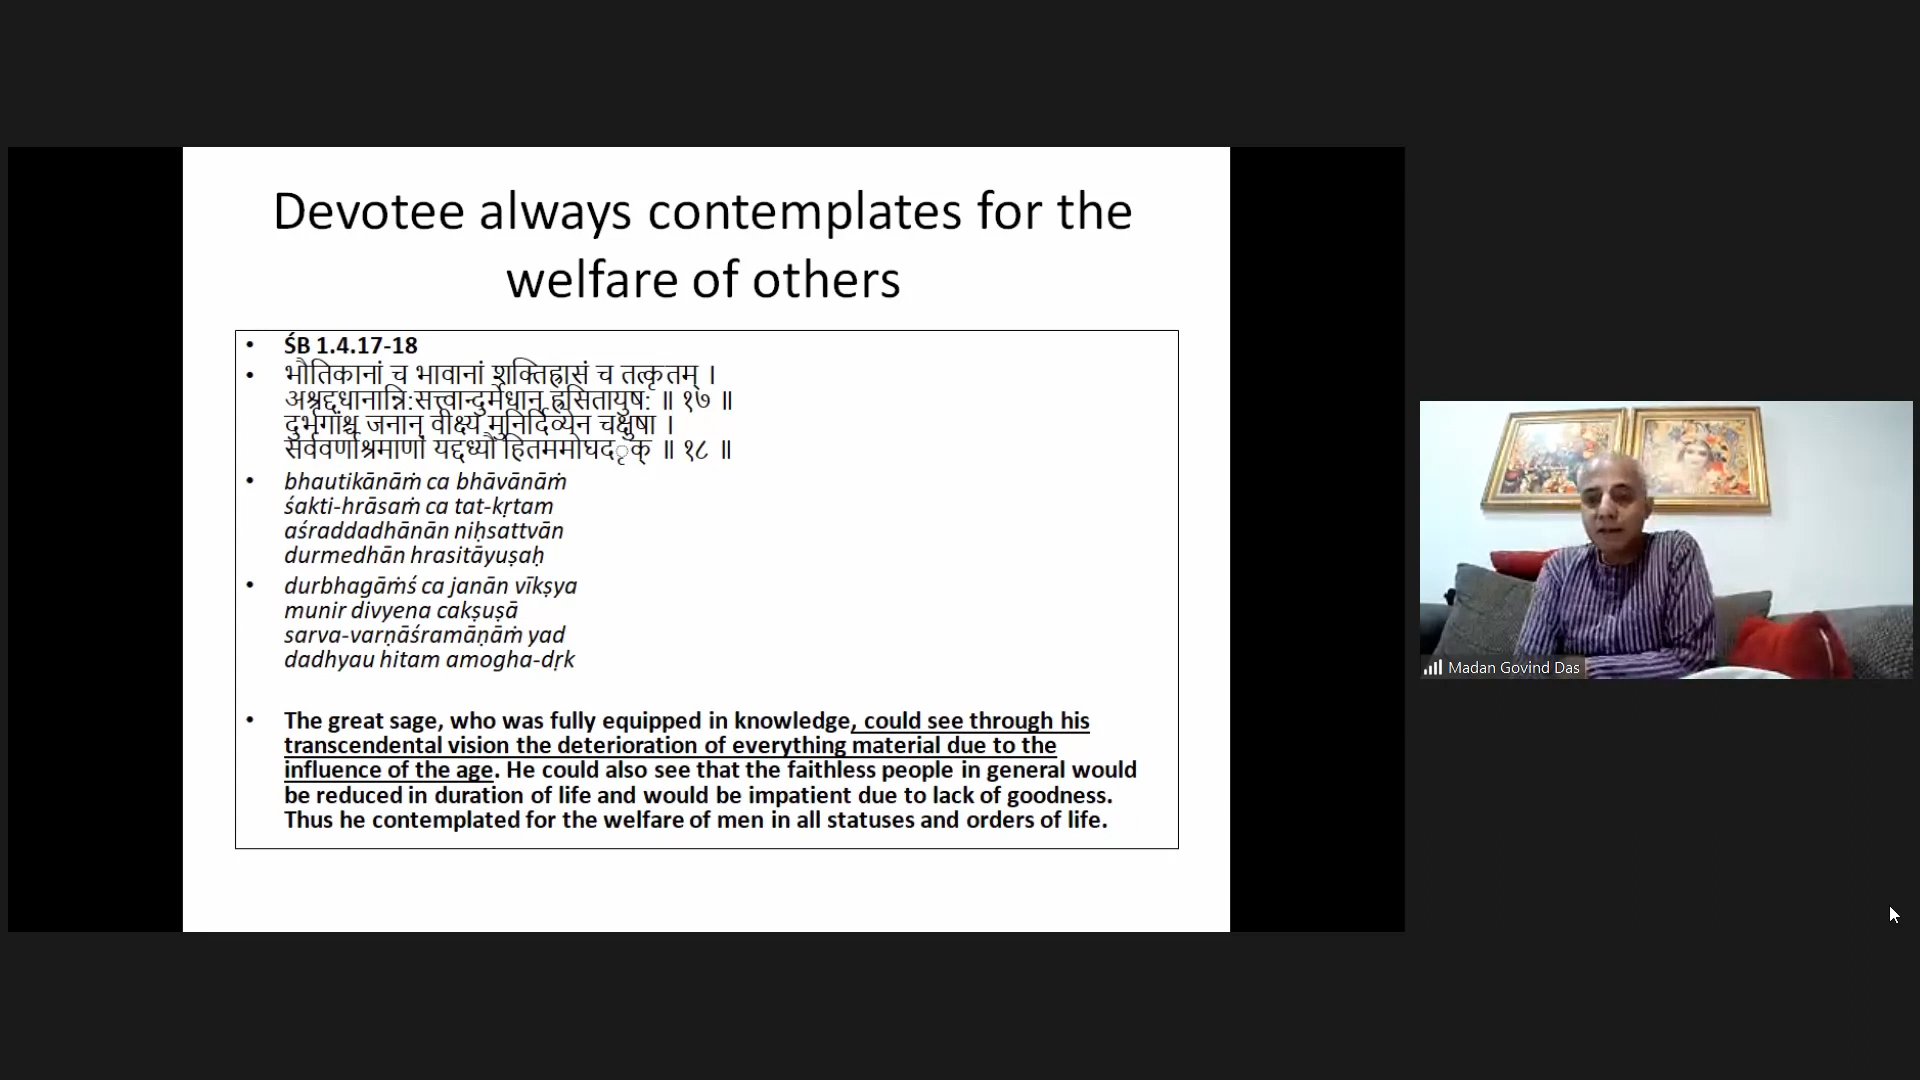 Devotee always contemplates for the
welfare of others
• ŚB 1.4.17-18
• भौतिकानां च भावानां शक्तिह्रासं च तत्कृतम् ।
अश्रद्दधानान्नि:सत्त्वान्दुर्मेधान् ह्रसितायुष: ॥ १७ ॥
दुर्भगांश्च जनान् वीक्ष्य मुनिर्दिव्येन चक्षुषा ।
सर्ववर्णाश्रमाणां यद्दध्यौ हितममोघद‍ृक् ॥ १८ ॥
• bhautikānāṁ ca bhāvānāṁ
śakti-hrāsaṁ ca tat-kṛtam
aśraddadhānān niḥsattvān
durmedhān hrasitāyuṣaḥ
• durbhagāṁś ca janān vīkṣya
munir divyena cakṣuṣā
sarva-varṇāśramāṇāṁ yad
dadhyau hitam amogha-dṛk
• The great sage, who was fully equipped in knowledge, could see through his
transcendental vision the deterioration of everything material due to the
influence of the age. He could also see that the faithless people in general would
be reduced in duration of life and would be impatient due to lack of goodness.
Thus he contemplated for the welfare of men in all statuses and orders of life.
Madan Govind Das